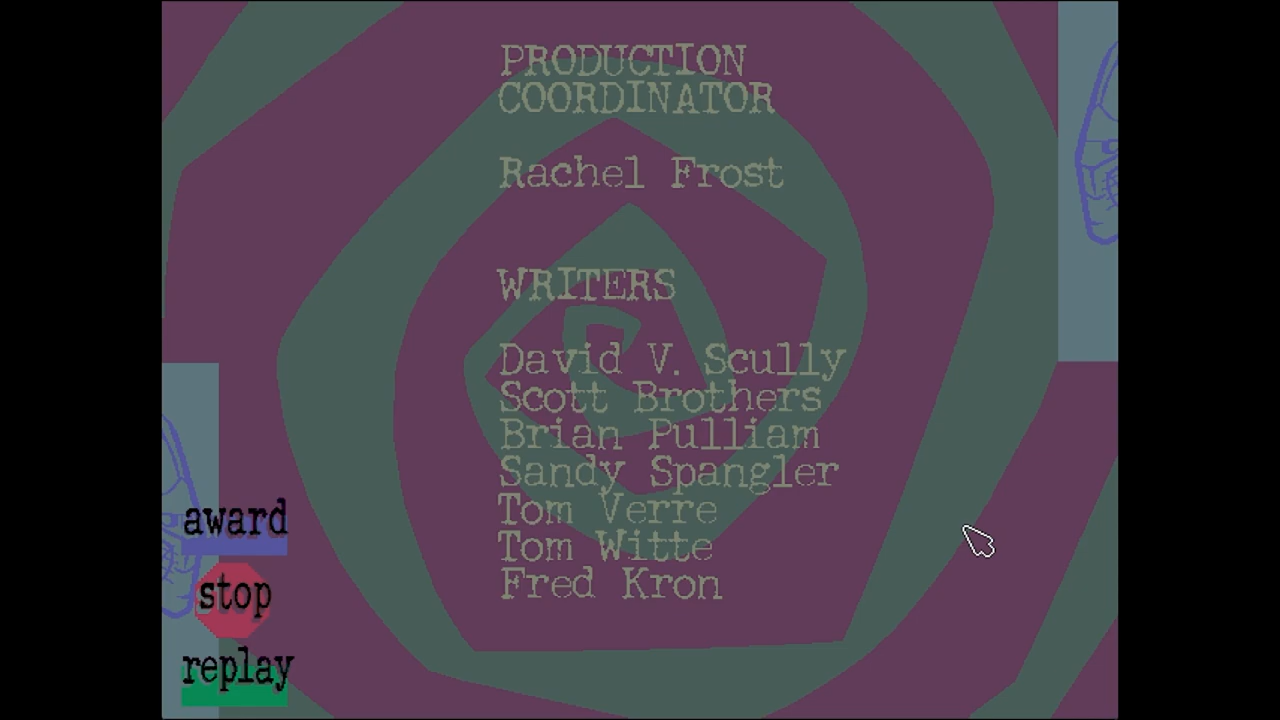 PRODUCTION
COORDINATOR
Rachel Frost
WRITERS
David V. Scully
Scott Brothers
Brian Pulliam
Sandy Spangler
Tom Verre
Tom Witte
Fred Kron
award
stop
replay